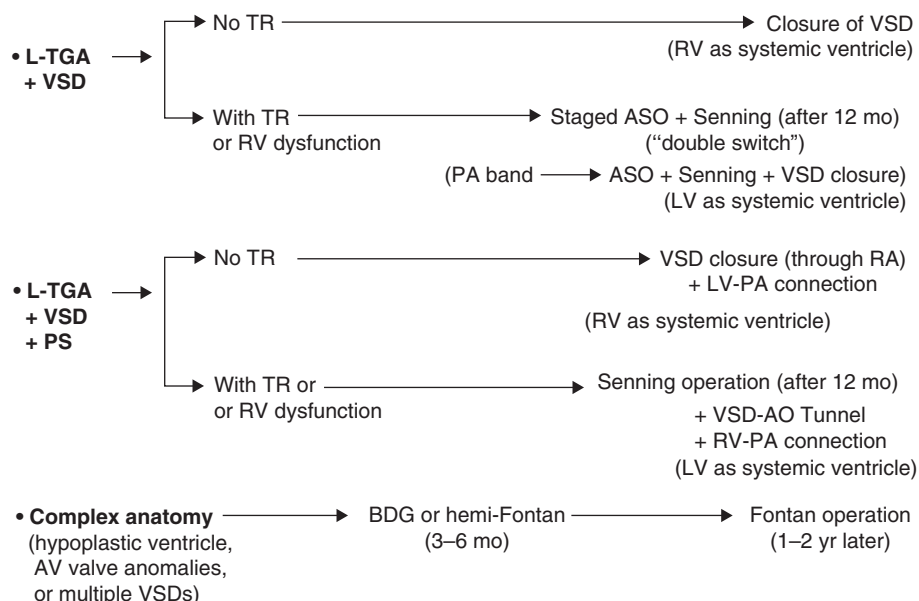 No TR
Closure of VSD
(RV as systemic ventricle)
• L-TGA
+ VSD
With TR
or RV dysfunction
Staged ASO + Senning (after 12 mo)
(“double switch”)
(PA band
ASO + Senning + VSD closure)
(LV as systemic ventricle)
No TR
VSD closure (through RA)
+ LV-PA connection
(RV as systemic ventricle)
• L-TGA
+ VSD
+ PS
With TR or
or RV dysfunction
Senning operation (after 12 mo)
+ VSD-AO Tunnel
+ RV-PA connection
(LV as systemic ventricle)
• Complex anatomy
(hypoplastic ventricle,
AV valve anomalies,
or multiple VSDs)
BDG or hemi-Fontan
(3–6 mo)
Fontan operation
(1–2 yr later)